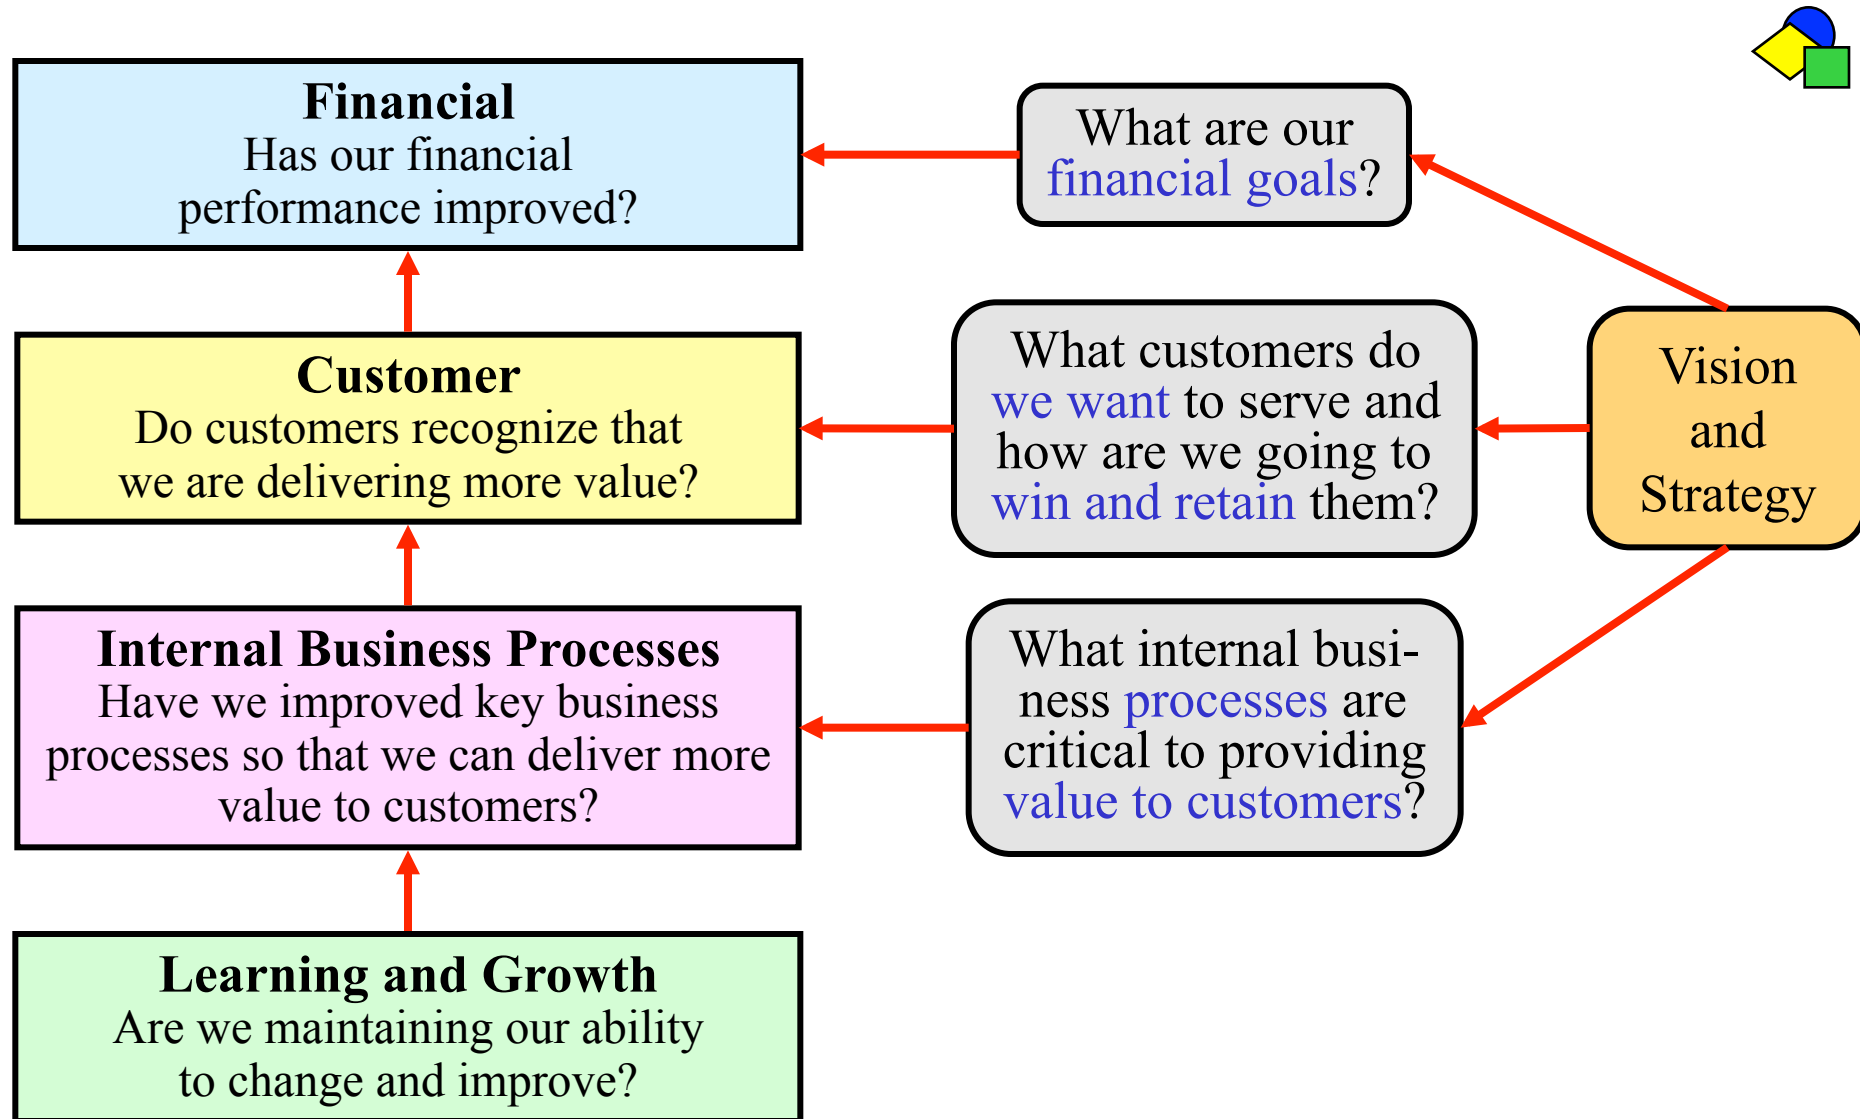 Financial
Has our financial
performance improved?
What are our
financial goals?
Customer
Do customers recognize that
we are delivering more value?
What customers do
we want to serve and
how are we going to
win and retain them?
Vision
and
Strategy
Internal Business Processes
Have we improved key business
processes so that we can deliver more
value to customers?
What internal busi-
ness processes are
critical to providing
value to customers?
Learning and Growth
Are we maintaining our ability
to change and improve?